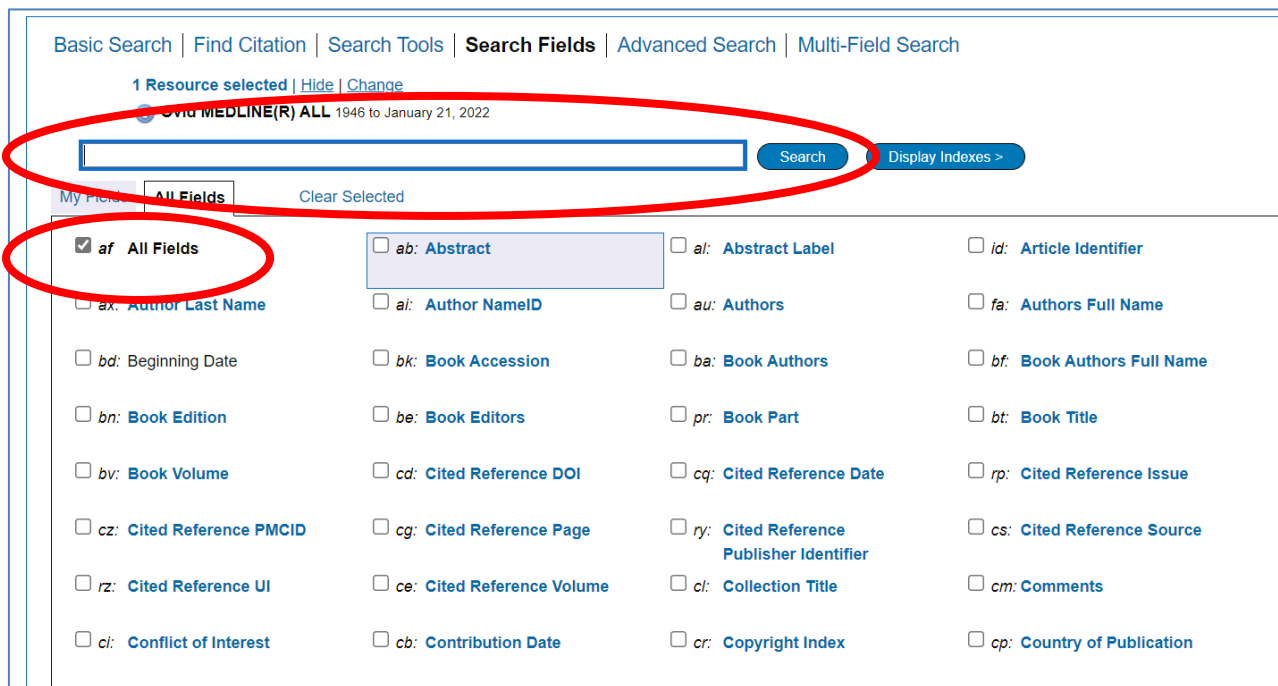 Basic Search | Find Citation | Search Tools | Search Fields | Advanced Search | Multi-Field Search
1 Resource selected | Hide | Change
Ovid MEDLINE(R) ALL 1946 to January 21, 2022
Search Display Indexes >
My Fields All Fields Clear Selected
af All Fields ab: Abstract al: Abstract Label id: Article Identifier
ax: Author Last Name ai: Author NameID au: Authors fa: Authors Full Name
bd: Beginning Date bk: Book Accession ba: Book Authors bf: Book Authors Full Name
bn: Book Edition be: Book Editors pr: Book Part bt: Book Title
bv: Book Volume cd: Cited Reference DOI cq: Cited Reference Date rp: Cited Reference Issue
cz: Cited Reference PMCID cg: Cited Reference Page ry: Cited Reference cs: Cited Reference Source
Publisher Identifier
rz: Cited Reference UI ce: Cited Reference Volume cl: Collection Title cm: Comments
ci: Conflict of Interest cb: Contribution Date cr: Copyright Index cp: Country of Publication